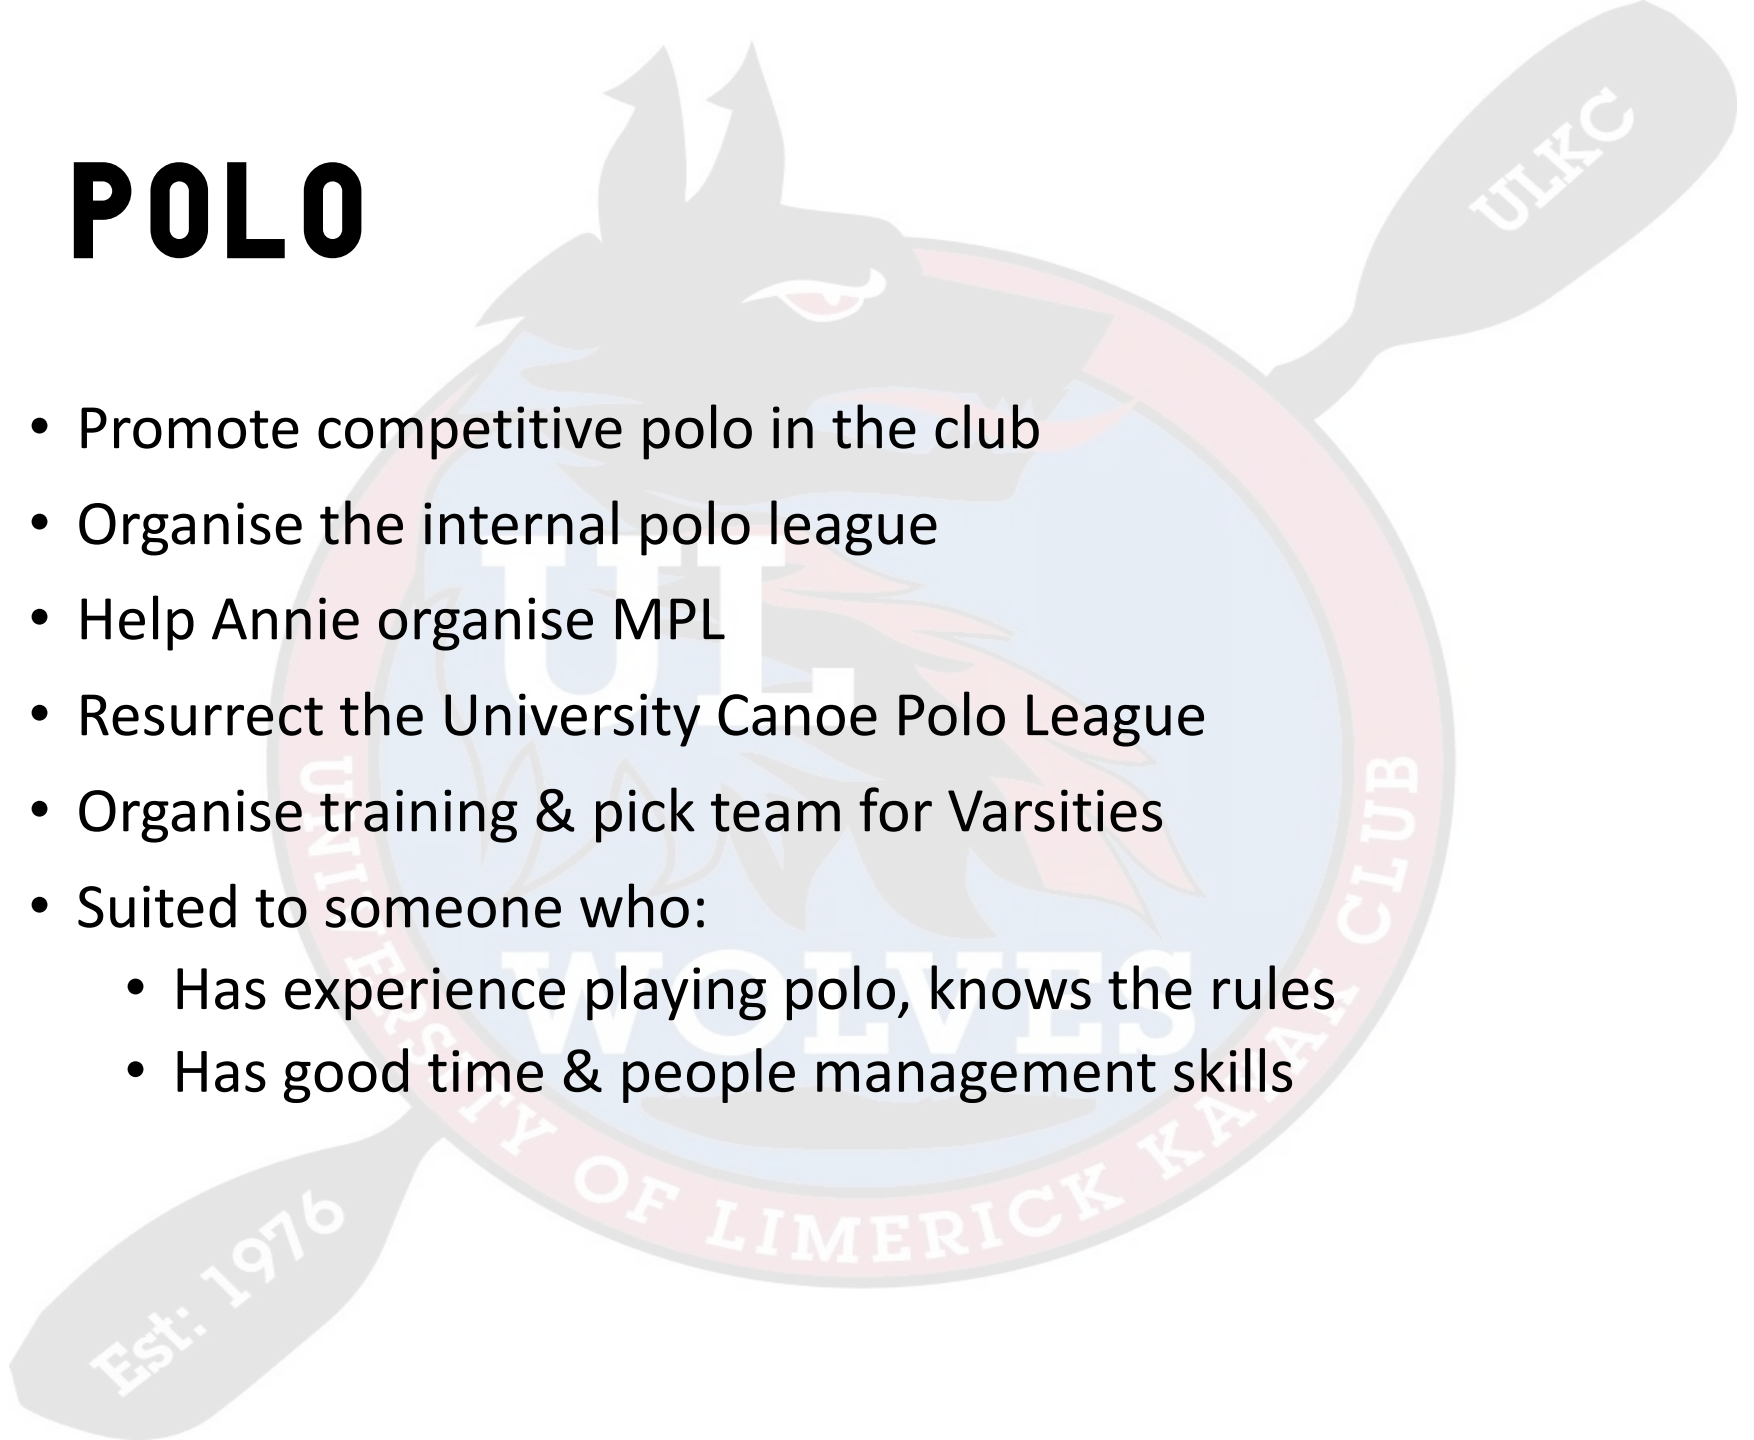 POLO
• Promote competitive polo in the club
• Organise the internal polo league
• Help Annie organise MPL
• Resurrect the University Canoe Polo League
• Organise training & pick team for Varsities
• Suited to someone who:
• Has experience playing polo, knows the rules
• Has good time & people management skills
ULKC
UL
WOLVES
UNIVERSITY OF LIMERICK KAYAK CLUB
Est: 1976